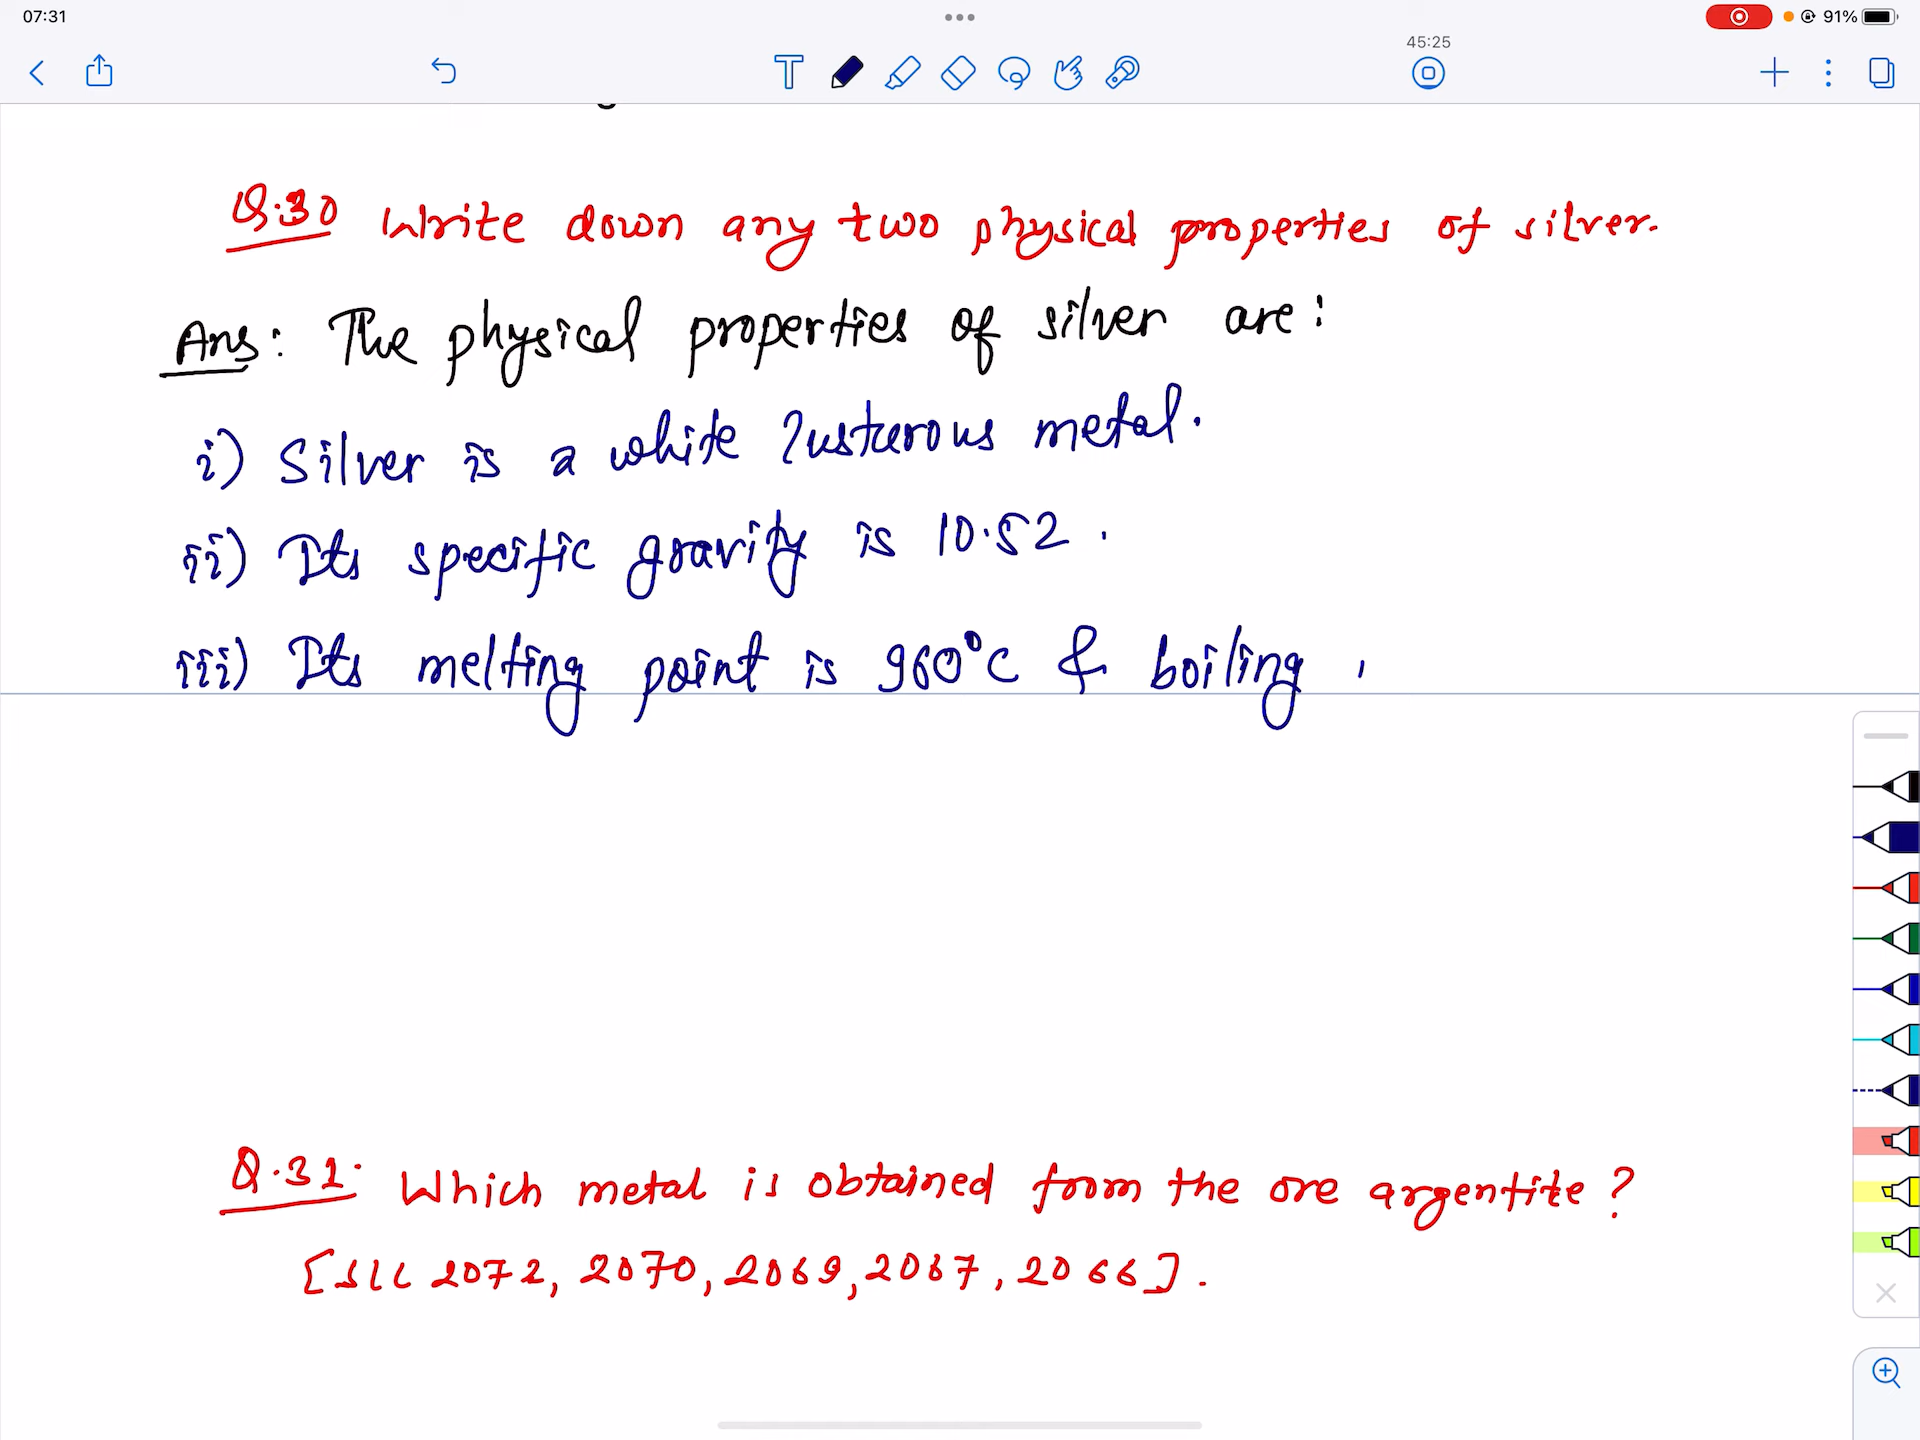 07:31
91%
45:25
Q.30 Write down any two physical properties of silver.
Ans: The physical properties of silver are:
i) Silver is a white lusturous metal.
ii) Its specific gravity is 10.52.
iii) Its melting point is 960°C & boiling
Q.31. Which metal is obtained from the ore argentite?
[SLC 2072, 2070, 2069, 2067, 2066].